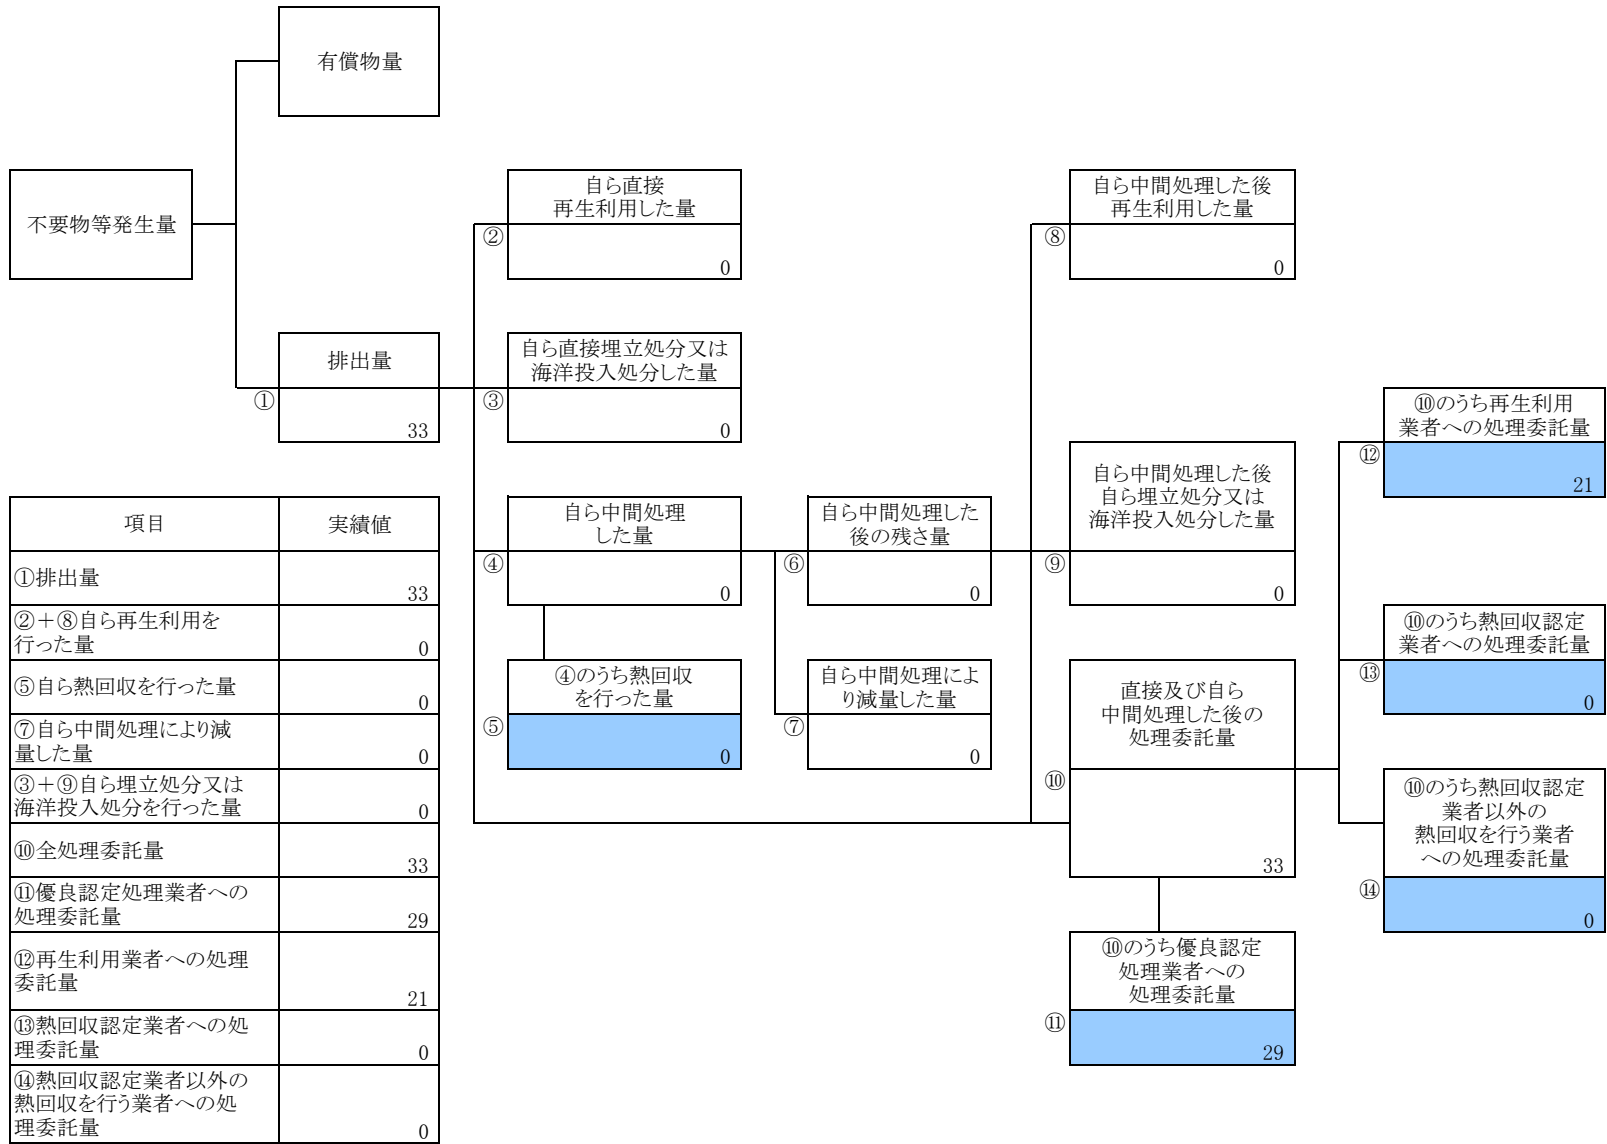 有償物量
不要物等発生量
自ら直接
再生利用した量
②
0
自ら中間処理した後
再生利用した量
⑧
0
排出量
①
33
自ら直接埋立処分又は
海洋投入処分した量
③
0
⑩のうち再生利用
業者への処理委託量
⑫
21
自ら中間処理
した量
④
0
自ら中間処理した
後の残さ量
⑥
0
自ら中間処理した後
自ら埋立処分又は
海洋投入処分した量
⑨
0
⑩のうち熱回収認定
業者への処理委託量
⑬
0
④のうち熱回収
を行った量
⑤
0
自ら中間処理によ
り減量した量
⑦
0
直接及び自ら
中間処理した後の
処理委託量
⑩
33
⑩のうち熱回収認定
業者以外の
熱回収を行う業者
への処理委託量
⑭
0
⑩のうち優良認定
処理業者への
処理委託量
⑪
29
項目
実績値
①排出量
33
②+⑧自ら再生利用を
行った量
0
⑤自ら熱回収を行った量
0
⑦自ら中間処理により減
量した量
0
③+⑨自ら埋立処分又は
海洋投入処分を行った量
0
⑩全処理委託量
33
⑪優良認定処理業者への
処理委託量
29
⑫再生利用業者への処理
委託量
21
⑬熱回収認定業者への処
理委託量
0
⑭熱回収認定業者以外の
熱回収を行う業者への処
理委託量
0